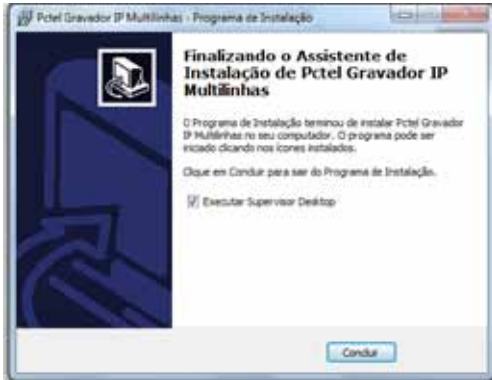 Pctel Gravador IP Multilinhas - Programa de Instalação
Finalizando o Assistente de
Instalação de Pctel Gravador IP
Multilinhas
O Programa de Instalação terminou de instalar Pctel Gravador
IP Multilinhas no seu computador. O programa pode ser
iniciado clicando nos ícones instalados.
Clique em Concluir para sair do Programa de Instalação.
Executar Supervisor Desktop
Concluir